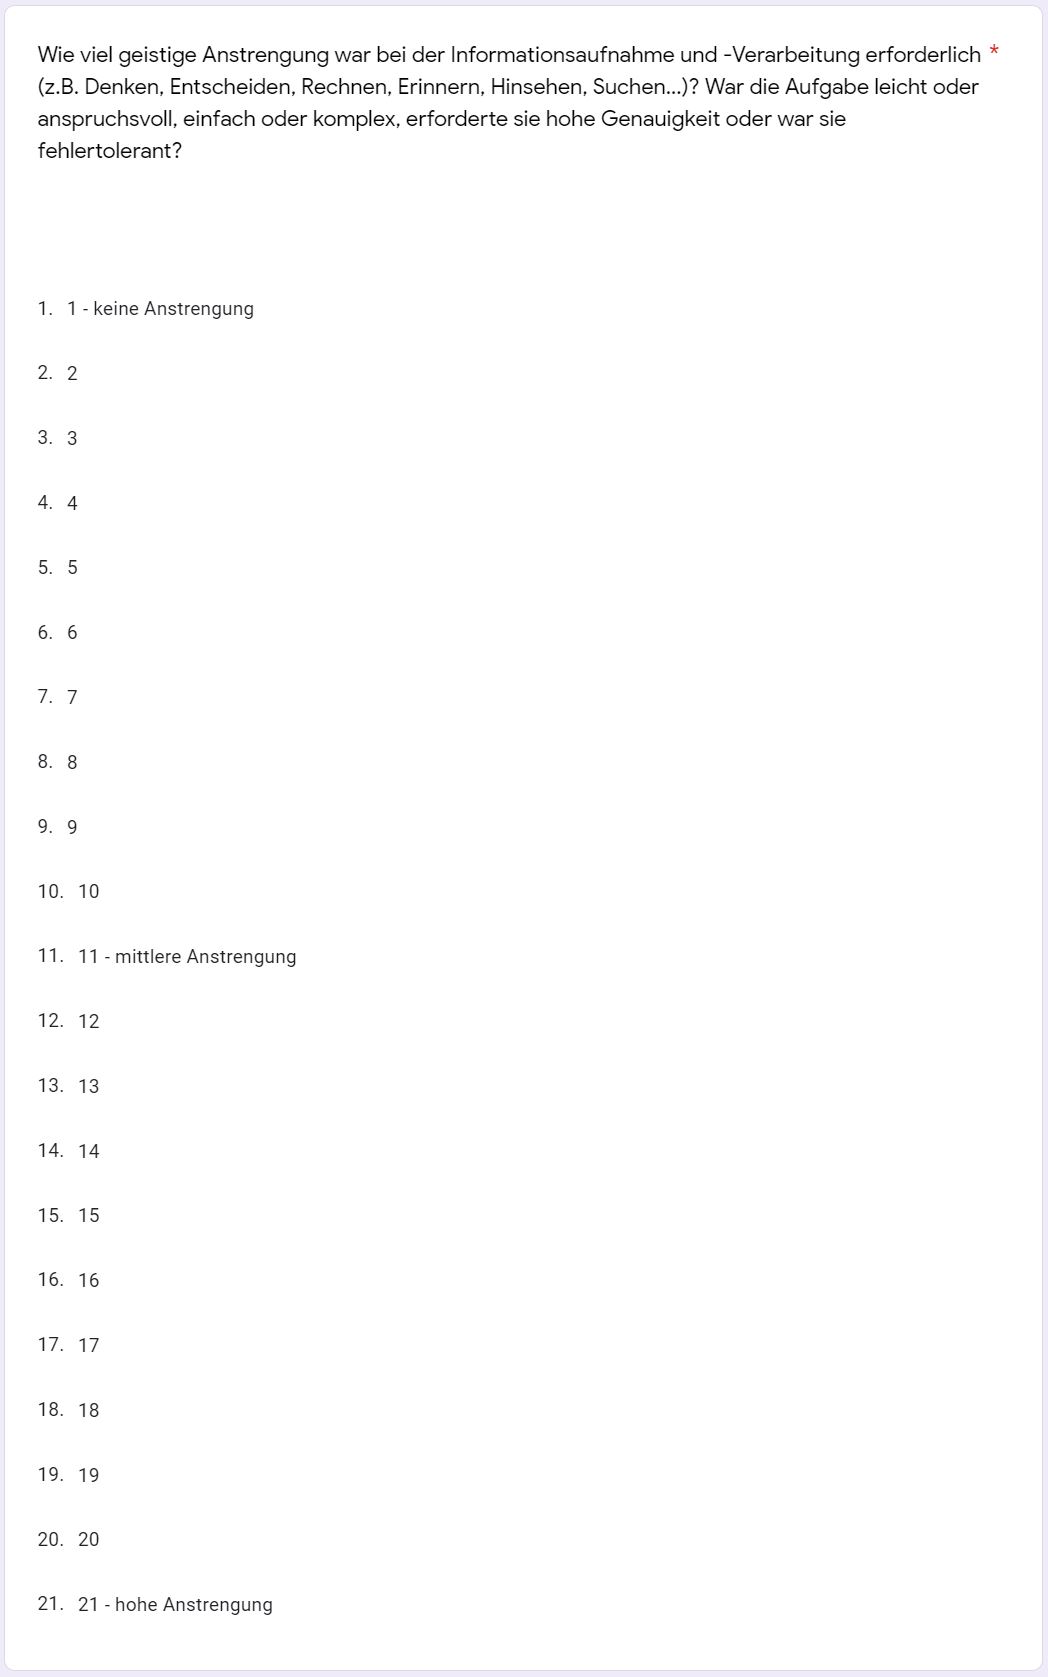 Wie viel geistige Anstrengung war bei der Informationsaufnahme und -Verarbeitung erforderlich *
(z.B. Denken, Entscheiden, Rechnen, Erinnern, Hinsehen, Suchen...)? War die Aufgabe leicht oder
anspruchsvoll, einfach oder komplex, erforderte sie hohe Genauigkeit oder war sie
fehlertolerant?
1. 1 - keine Anstrengung
2. 2
3. 3
4. 4
5. 5
6. 6
7. 7
8. 8
9. 9
10. 10
11. 11 - mittlere Anstrengung
12. 12
13. 13
14. 14
15. 15
16. 16
17. 17
18. 18
19. 19
20. 20
21. 21 - hohe Anstrengung